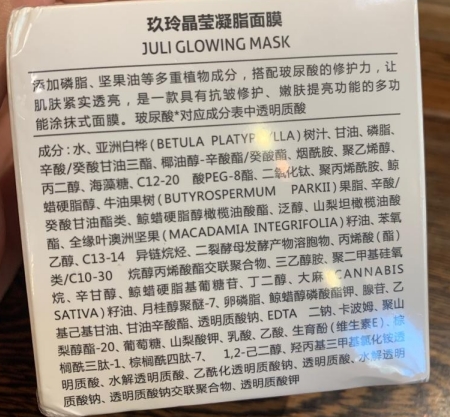 玖玲晶莹凝脂面膜
JULI GLOWING MASK
添加磷脂、坚果油等多重植物成分，搭配玻尿酸的修护力，让
肌肤紧实透亮，是一款具有抗皱修护、嫩肤提亮功能的多功
能涂抹式面膜。玻尿酸*对应成分表中透明质酸
成分：水、亚洲白桦(BETULA PLATYPHYLLA)树汁、甘油、磷脂、
辛酸/癸酸甘油三酯、椰油醇-辛酸酯/癸酸酯、烟酰胺、聚乙烯醇、
丙二醇、海藻糖、C12-20 酸PEG-8酯、二氧化钛、聚丙烯酰胺、鲸
蜡硬脂醇、牛油果树(BUTYROSPERMUM PARKII)果脂、辛酸/
癸酸甘油酯类、鲸蜡硬脂醇橄榄油酸酯、泛醇、山梨坦橄榄油酸
酯、全缘叶澳洲坚果(MACADAMIA INTEGRIFOLIA)籽油、苯氧
乙醇、C13-14 异链烷烃、二裂酵母发酵产物溶胞物、丙烯酸(酯)
类/C10-30 烷醇丙烯酸酯交联聚合物、三乙醇胺、聚二甲基硅氧
烷、辛甘醇、鲸蜡硬脂基葡糖苷、丁二醇、大麻(CANNABIS
SATIVA)籽油、月桂醇聚醚-7、卵磷脂、鲸蜡醇磷酸酯钾、腺苷、乙
基己基甘油、甘油辛酸酯、透明质酸钠、EDTA 二钠、卡波姆、聚山
梨醇酯-20、葡萄糖、山梨酸钾、乳酸、乙酸、生育酚(维生素E)、棕
榈酰三肽-1、棕榈酰四肽-7、 1,2-己二醇、羟丙基三甲基氯化铵透
明质酸、水解透明质酸、乙酰化透明质酸钠、透明质酸、水解透明
质酸钠、透明质酸钠交联聚合物、透明质酸钾